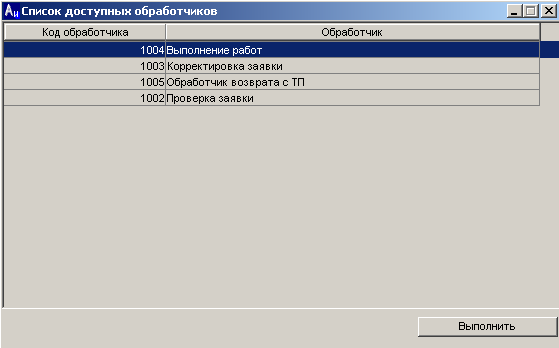 Ац Список доступных обработчиков
Код обработчика Обработчик
1004 Выполнение работ
1003 Корректировка заявки
1005 Обработчик возврата с ТП
1002 Проверка заявки
Выполнить